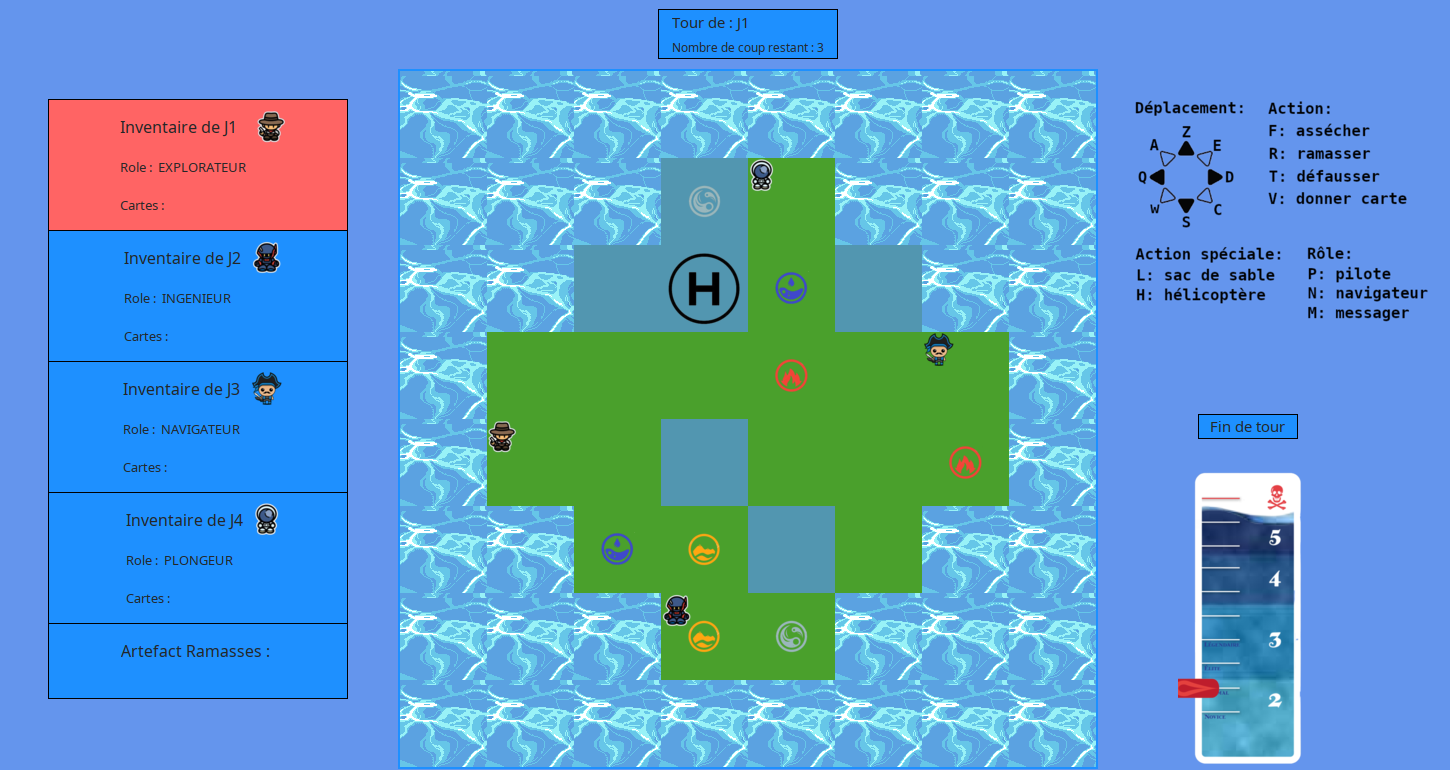 Tour de : J1
Nombre de coup restant : 3
Inventaire de J1
Role : EXPLORATEUR
Cartes :
Inventaire de J2
Role : INGENIEUR
Cartes :
Inventaire de J3
Role : NAVIGATEUR
Cartes :
Inventaire de J4
Role : PLONGEUR
Cartes :
Artefact Ramasses :
H
Déplacement:
Z
A E
Q D
w C
S
Action:
F: assécher
R: ramasser
T: défausser
V: donner carte
Action spéciale:
L: sac de sable
H: hélicoptère
Rôle:
P: pilote
N: navigateur
M: messager
Fin de tour
5
4
3
2
Novice